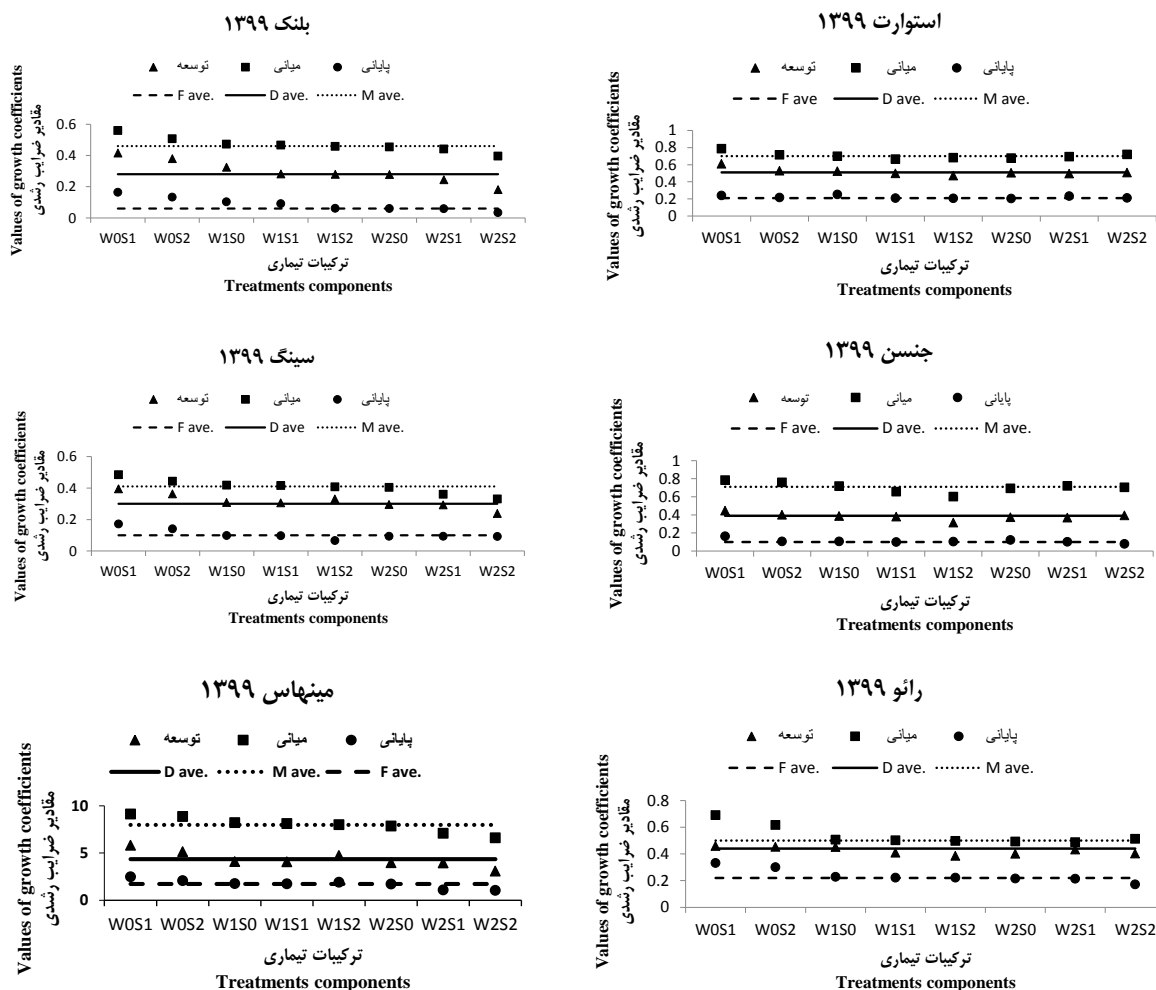 بلنک ۱۳۹۹
توسعه میانی پایانی
F ave. D ave. M ave.
Values of growth coefficients
مقادیر ضرایب رشدی
0.6
0.4
0.2
0
W0S1 W0S2 W1S0 W1S1 W1S2 W2S0 W2S1 W2S2
ترکیبات تیماری
Treatments components
استوارت ۱۳۹۹
توسعه میانی پایانی
F ave D ave. M ave.
Values of growth coefficients
مقادیر ضرایب رشدی
1
0.8
0.6
0.4
0.2
0
W0S1 W0S2 W1S0 W1S1 W1S2 W2S0 W2S1 W2S2
ترکیبات تیماری
Treatments components
سینگ ۱۳۹۹
توسعه میانی پایانی
F ave. D ave M ave.
Values of growth coefficients
مقادیر ضرایب رشدی
0.6
0.4
0.2
0
W0S1 W0S2 W1S0 W1S1 W1S2 W2S0 W2S1 W2S2
ترکیبات تیماری
Treatments components
جنسن ۱۳۹۹
توسعه میانی پایانی
F ave. D ave. M ave.
Values of growth coefficients
مقادیر ضرایب رشدی
1
0.8
0.6
0.4
0.2
0
W0S1 W0S2 W1S0 W1S1 W1S2 W2S0 W2S1 W2S2
ترکیبات تیماری
Treatments components
مینهاس ۱۳۹۹
توسعه میانی پایانی
D ave. M ave. F ave.
Values of growth coefficients
مقادیر ضرایب رشدی
10
5
0
W0S1 W0S2 W1S0 W1S1 W1S2 W2S0 W2S1 W2S2
ترکیبات تیماری
Treatments components
رائو ۱۳۹۹
توسعه میانی پایانی
F ave. D ave. M ave.
Values of growth coefficients
مقادیر ضرایب رشدی
0.8
0.6
0.4
0.2
0
W0S1 W0S2 W1S0 W1S1 W1S2 W2S0 W2S1 W2S2
ترکیبات تیماری
Treatments components